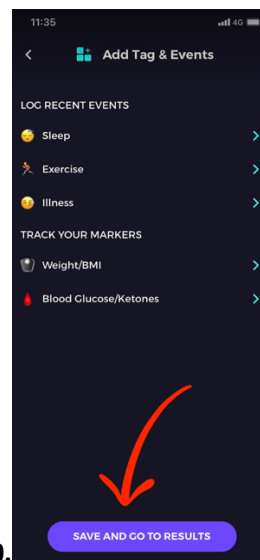 11:35
4G
Add Tag & Events
LOG RECENT EVENTS
Sleep
Exercise
Illness
TRACK YOUR MARKERS
Weight/BMI
Blood Glucose/Ketones
SAVE AND GO TO RESULTS